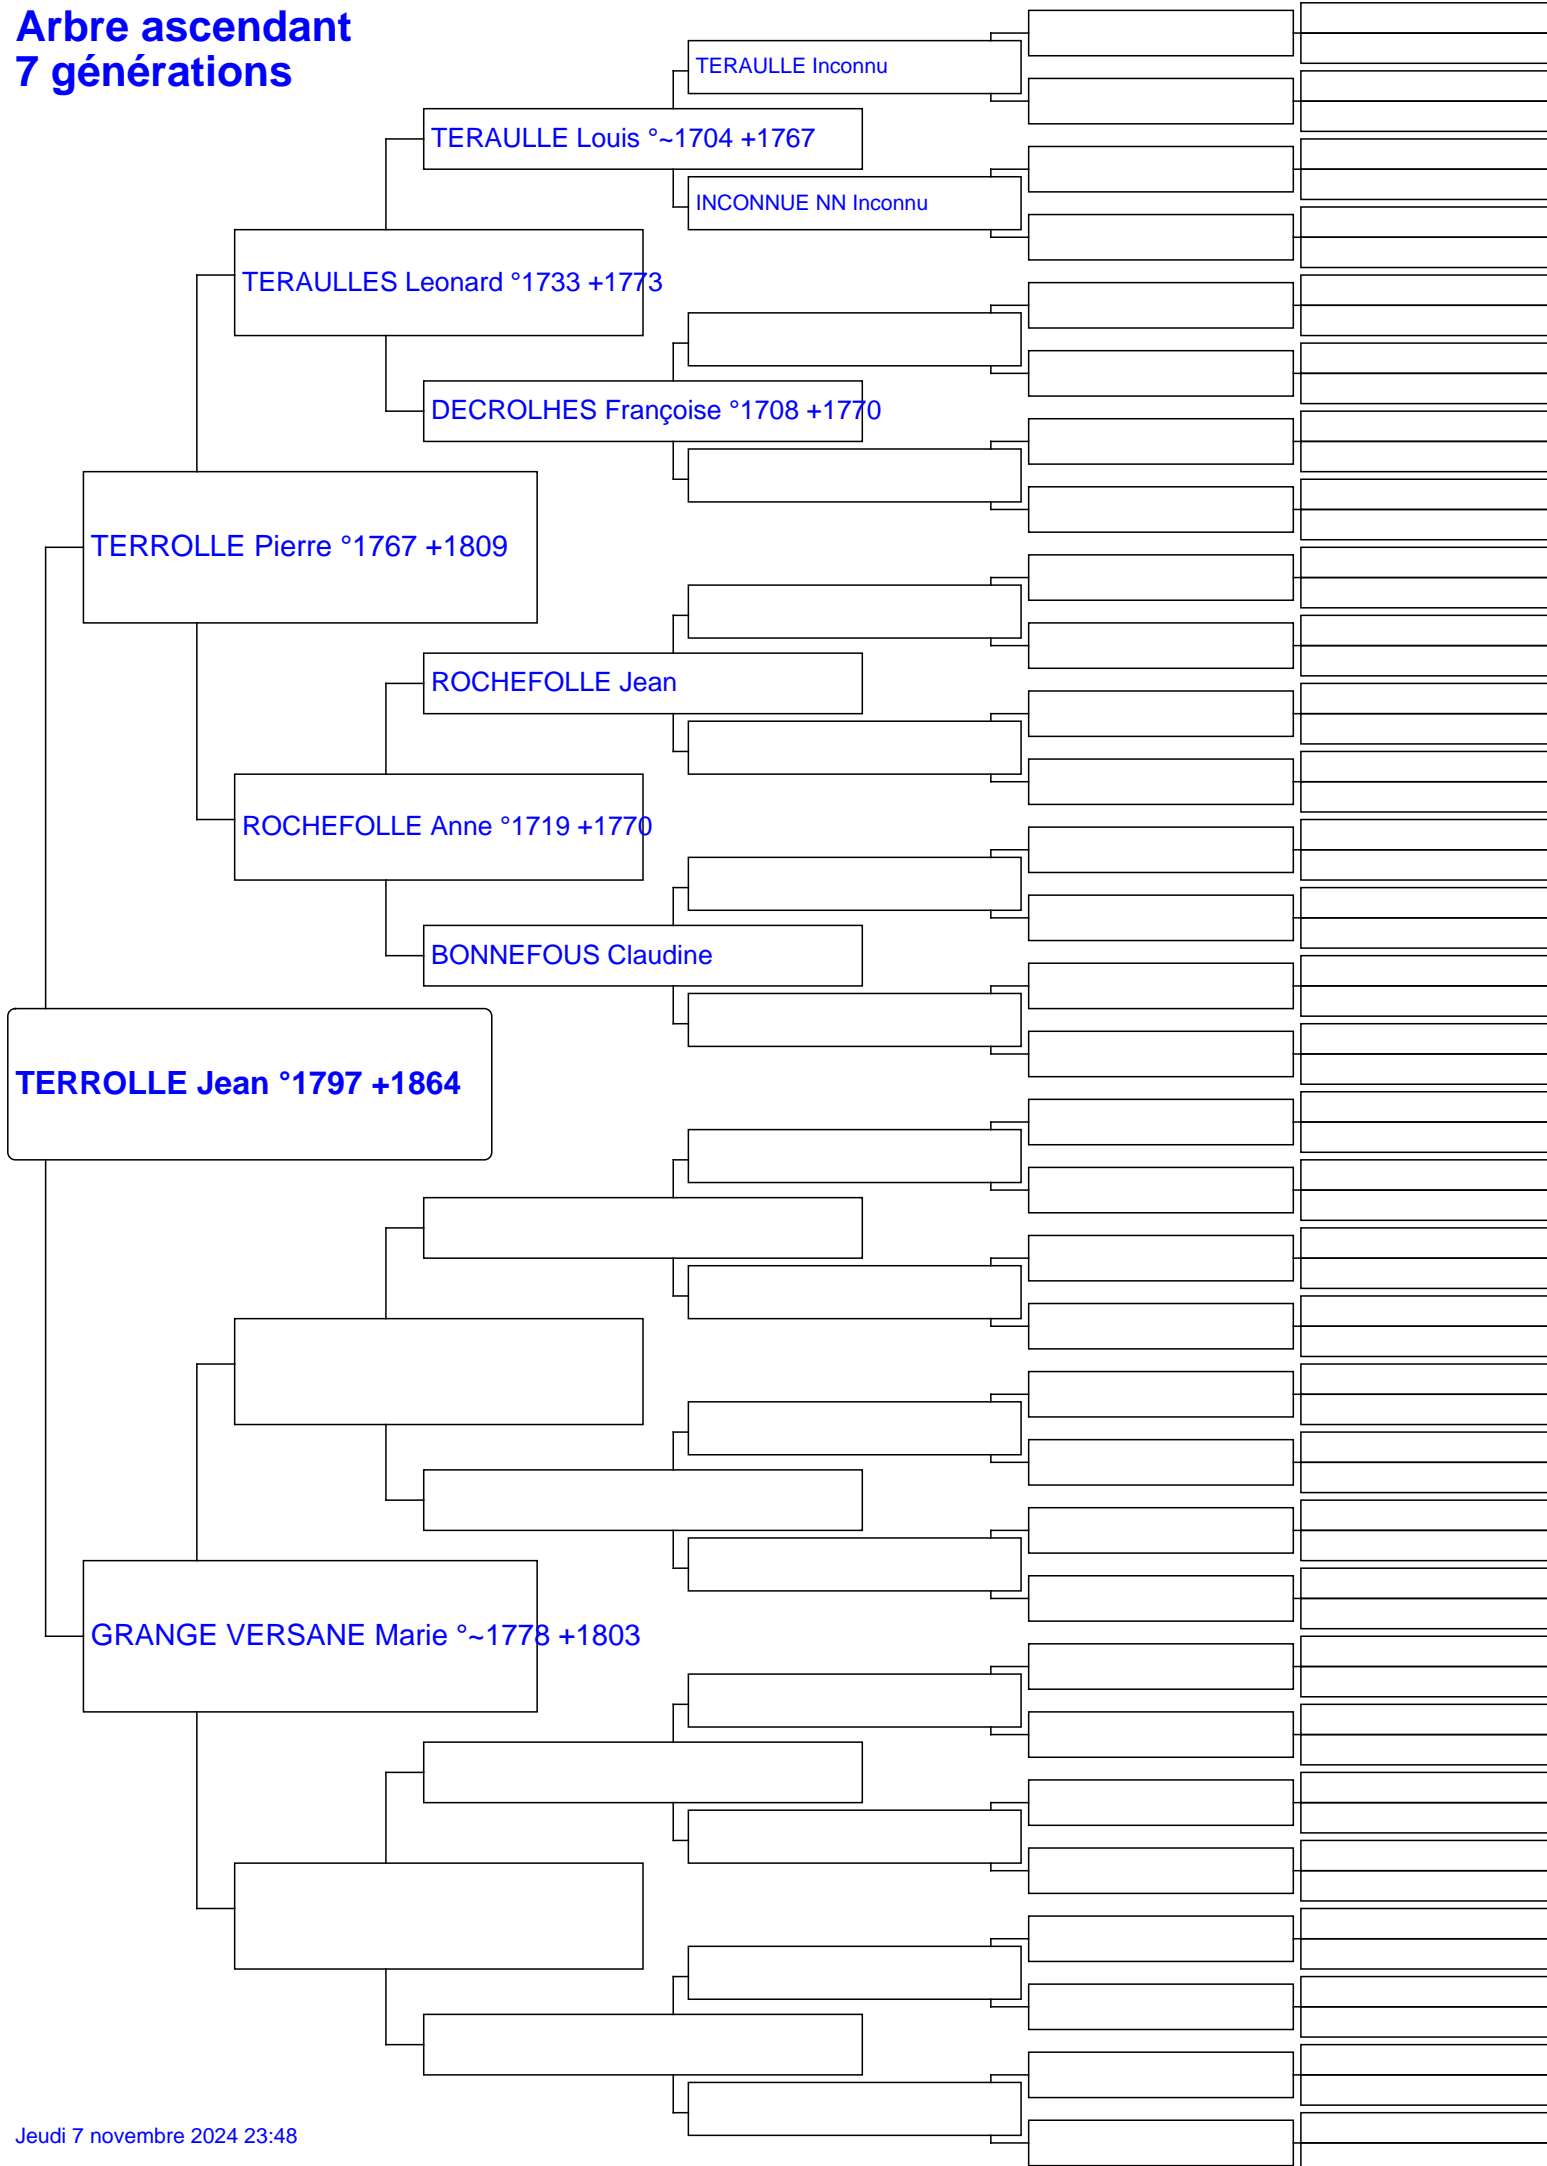 Arbre ascendant
7 générations
TERAULLE Inconnu
TERAULLE Louis °~1704 +1767
INCONNUE NN Inconnu
TERAULLES Leonard °1733 +1773
DECROLHES Françoise °1708 +1770
TERROLLE Pierre °1767 +1809
ROCHEFOLLE Jean
ROCHEFOLLE Anne °1719 +1770
BONNEFOUS Claudine
TERROLLE Jean °1797 +1864
GRANGE VERSANE Marie °~1778 +1803
Jeudi 7 novembre 2024 23:48